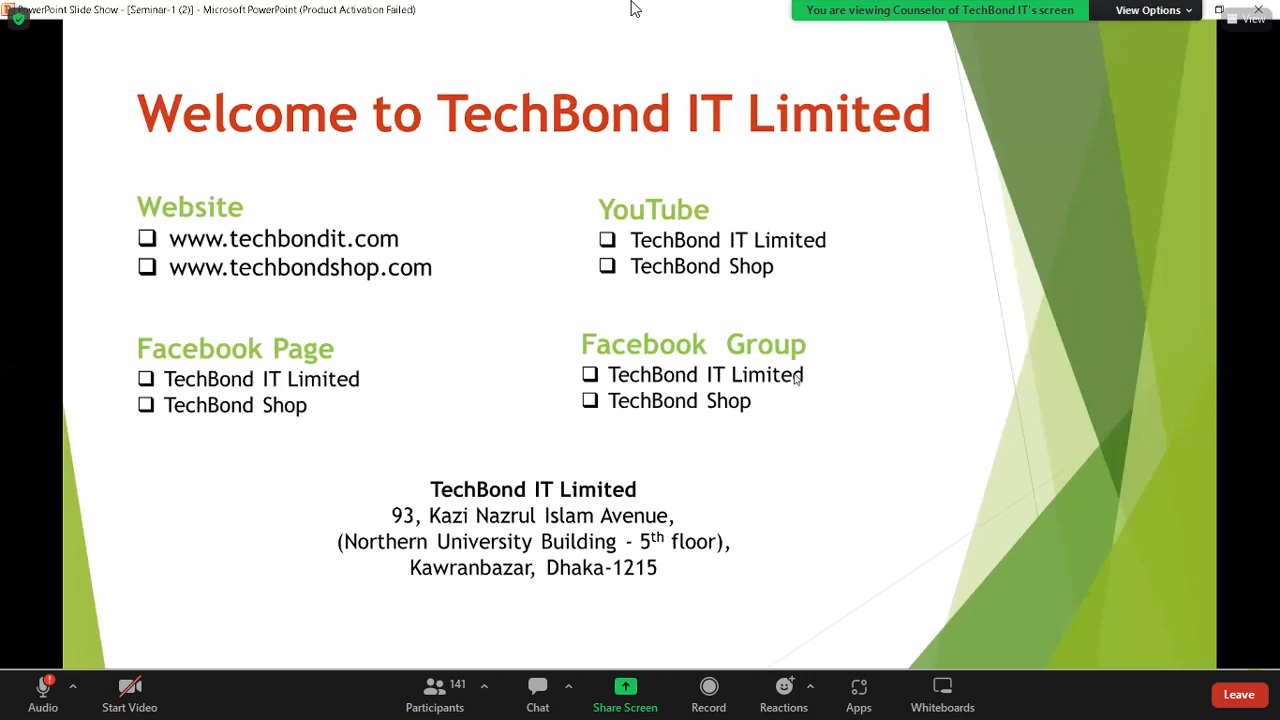 PowerPoint Slide Show - [Seminar-1 (2)] - Microsoft PowerPoint (Product Activation Failed)
You are viewing Counselor of TechBond IT's screen
View Options
View
Welcome to TechBond IT Limited
Website
❑ www.techbondit.com
❑ www.techbondshop.com
YouTube
❑ TechBond IT Limited
❑ TechBond Shop
Facebook Page
❑ TechBond IT Limited
❑ TechBond Shop
Facebook Group
❑ TechBond IT Limited
❑ TechBond Shop
TechBond IT Limited
93, Kazi Nazrul Islam Avenue,
(Northern University Building - 5th floor),
Kawranbazar, Dhaka-1215
Audio
Start Video
Participants 141
Chat
Share Screen
Record
Reactions
Apps
Whiteboards
Leave